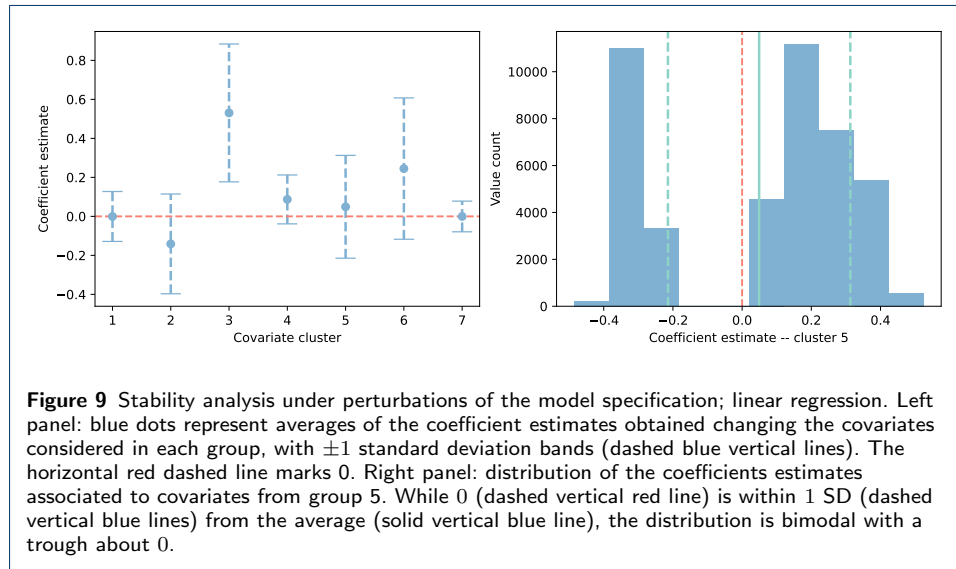 0.8
0.6
0.4
0.2
0.0
−0.2
−0.4
Coefficient estimate
1 2 3 4 5 6 7
Covariate cluster
10000
8000
6000
4000
2000
0
Value count
−0.4 −0.2 0.0 0.2 0.4
Coefficient estimate -- cluster 5
Figure 9 Stability analysis under perturbations of the model specification; linear regression. Left
panel: blue dots represent averages of the coefficient estimates obtained changing the covariates
considered in each group, with ±1 standard deviation bands (dashed blue vertical lines). The
horizontal red dashed line marks 0. Right panel: distribution of the coefficients estimates
associated to covariates from group 5. While 0 (dashed vertical red line) is within 1 SD (dashed
vertical blue lines) from the average (solid vertical blue line), the distribution is bimodal with a
trough about 0.